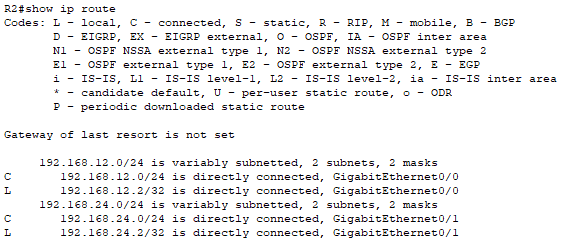 R2#show ip route
Codes: L - local, C - connected, S - static, R - RIP, M - mobile, B - BGP
D - EIGRP, EX - EIGRP external, O - OSPF, IA - OSPF inter area
N1 - OSPF NSSA external type 1, N2 - OSPF NSSA external type 2
E1 - OSPF external type 1, E2 - OSPF external type 2, E - EGP
i - IS-IS, L1 - IS-IS level-1, L2 - IS-IS level-2, ia - IS-IS inter area
* - candidate default, U - per-user static route, o - ODR
P - periodic downloaded static route
Gateway of last resort is not set
192.168.12.0/24 is variably subnetted, 2 subnets, 2 masks
C 192.168.12.0/24 is directly connected, GigabitEthernet0/0
L 192.168.12.2/32 is directly connected, GigabitEthernet0/0
192.168.24.0/24 is variably subnetted, 2 subnets, 2 masks
C 192.168.24.0/24 is directly connected, GigabitEthernet0/1
L 192.168.24.2/32 is directly connected, GigabitEthernet0/1